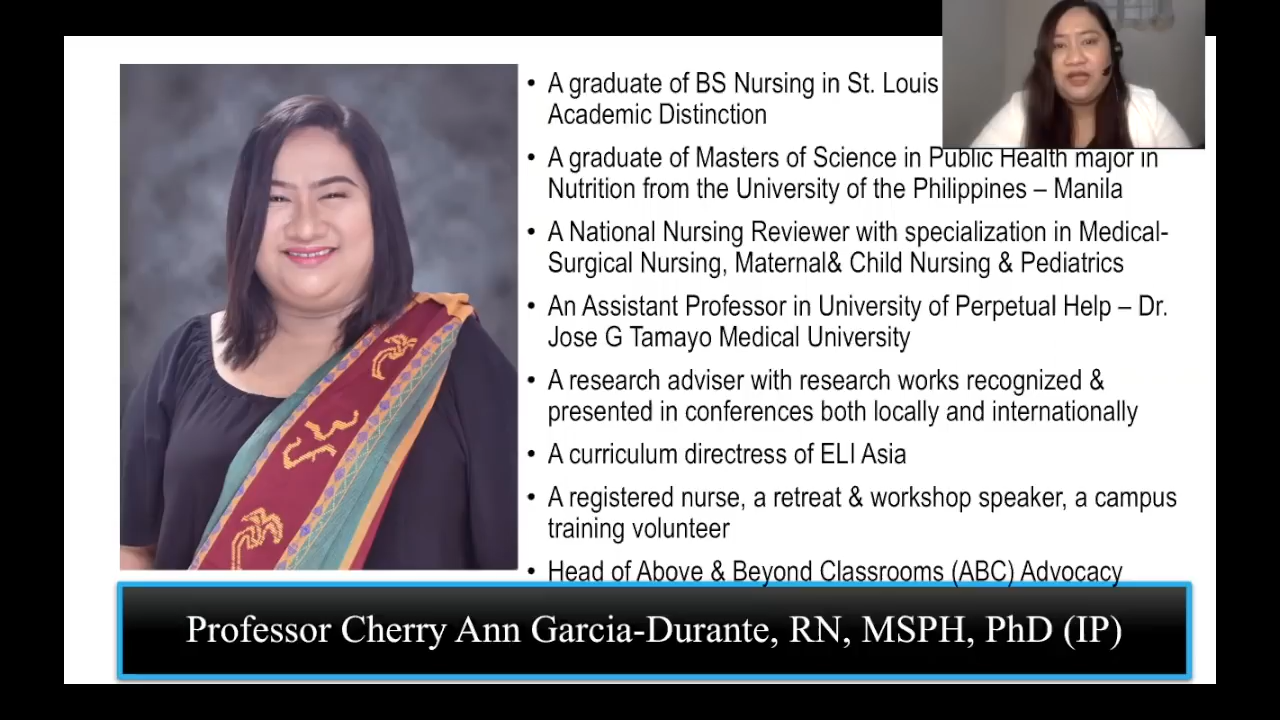 • A graduate of BS Nursing in St. Louis
Academic Distinction
• A graduate of Masters of Science in Public Health major in
Nutrition from the University of the Philippines – Manila
• A National Nursing Reviewer with specialization in Medical-
Surgical Nursing, Maternal& Child Nursing & Pediatrics
• An Assistant Professor in University of Perpetual Help – Dr.
Jose G Tamayo Medical University
• A research adviser with research works recognized &
presented in conferences both locally and internationally
• A curriculum directress of ELI Asia
• A registered nurse, a retreat & workshop speaker, a campus
training volunteer
• Head of Above & Beyond Classrooms (ABC) Advocacy
Professor Cherry Ann Garcia-Durante, RN, MSPH, PhD (IP)